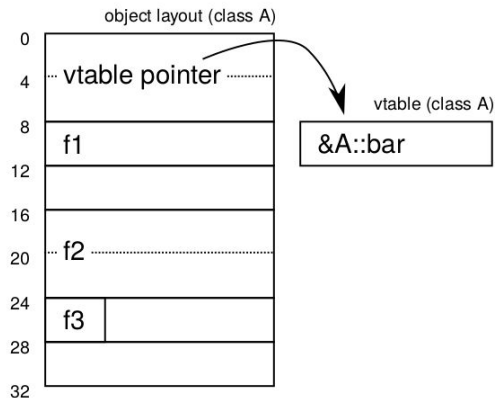 object layout (class A)
0
vtable pointer
4
vtable (class A)
8
f1
&A::bar
12
16
f2
20
24
f3
28
32